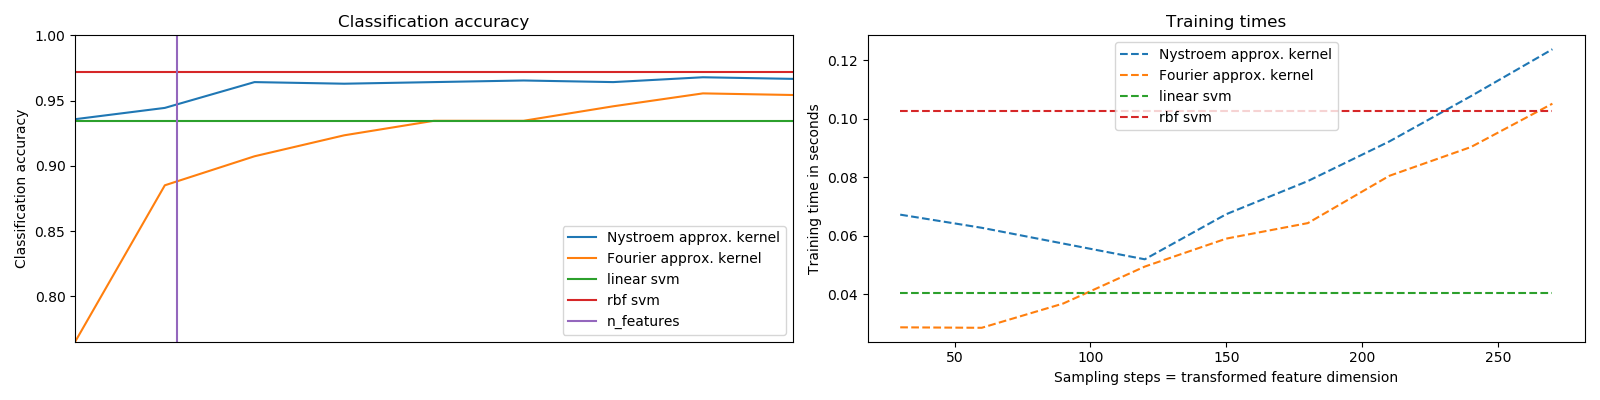 Classification accuracy
Classification accuracy
1.00
0.95
0.90
0.85
0.80
Nystroem approx. kernel
Fourier approx. kernel
linear svm
rbf svm
n_features
Training times
Training time in seconds
0.12
0.10
0.08
0.06
0.04
Nystroem approx. kernel
Fourier approx. kernel
linear svm
rbf svm
50 100 150 200 250
Sampling steps = transformed feature dimension